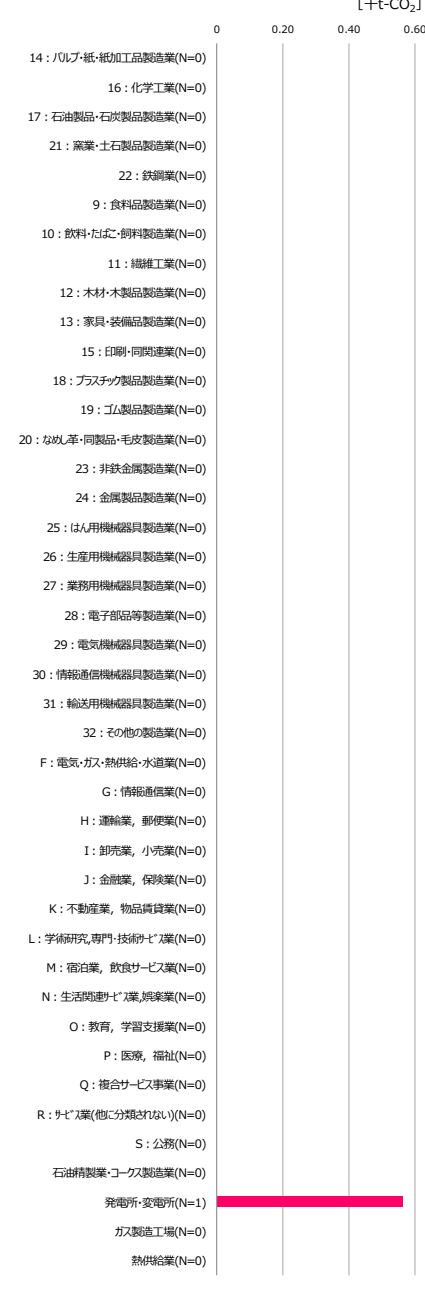 [千t-CO₂]
0 0.20 0.40 0.60
14：パルプ・紙・紙加工品製造業(N=0)
16：化学工業(N=0)
17：石油製品・石炭製品製造業(N=0)
21：窯業・土石製品製造業(N=0)
22：鉄鋼業(N=0)
9：食料品製造業(N=0)
10：飲料・たばこ・飼料製造業(N=0)
11：繊維工業(N=0)
12：木材・木製品製造業(N=0)
13：家具・装備品製造業(N=0)
15：印刷・同関連業(N=0)
18：プラスチック製品製造業(N=0)
19：ゴム製品製造業(N=0)
20：なめし革・同製品・毛皮製造業(N=0)
23：非鉄金属製造業(N=0)
24：金属製品製造業(N=0)
25：はん用機械器具製造業(N=0)
26：生産用機械器具製造業(N=0)
27：業務用機械器具製造業(N=0)
28：電子部品等製造業(N=0)
29：電気機械器具製造業(N=0)
30：情報通信機械器具製造業(N=0)
31：輸送用機械器具製造業(N=0)
32：その他の製造業(N=0)
F：電気・ガス・熱供給・水道業(N=0)
G：情報通信業(N=0)
H：運輸業，郵便業(N=0)
I：卸売業，小売業(N=0)
J：金融業，保険業(N=0)
K：不動産業，物品賃貸業(N=0)
L：学術研究,専門・技術ｻｰﾋﾞｽ業(N=0)
M：宿泊業，飲食サービス業(N=0)
N：生活関連ｻｰﾋﾞｽ業,娯楽業(N=0)
O：教育，学習支援業(N=0)
P：医療，福祉(N=0)
Q：複合サービス事業(N=0)
R：ｻｰﾋﾞｽ業(他に分類されない)(N=0)
S：公務(N=0)
石油精製業・コークス製造業(N=0)
発電所・変電所(N=1)
ガス製造工場(N=0)
熱供給業(N=0)